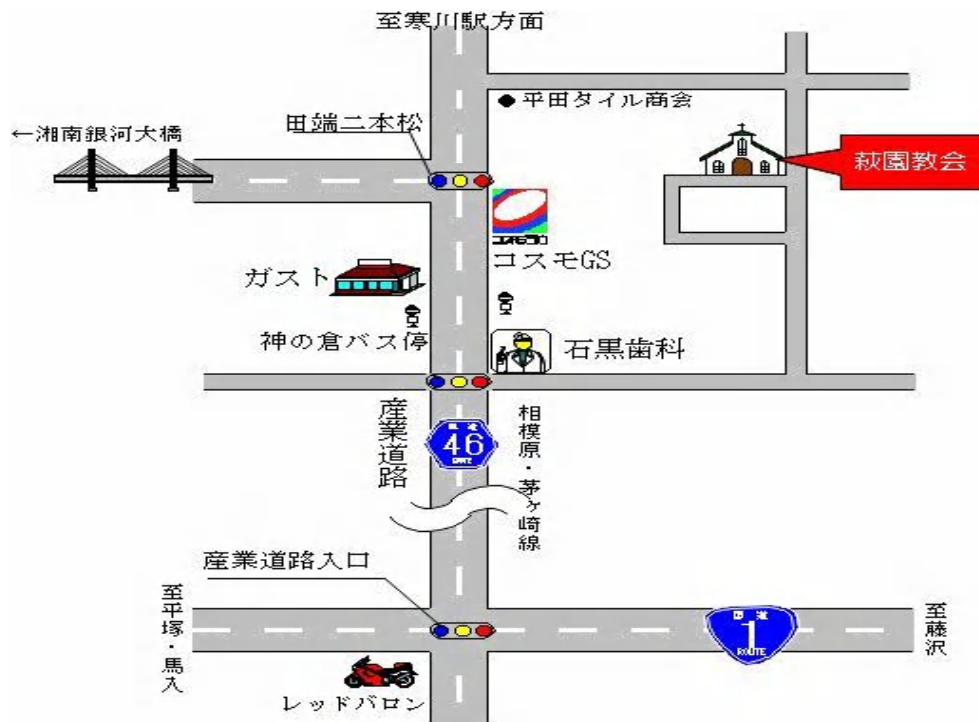 至寒川駅方面
●平田タイル商会
田端二本松
←湘南銀河大橋
萩園教会
コスモGS
ガスト
神の倉バス停
石黒歯科
産業道路
46
ROUTE
相模原・茅ヶ崎線
産業道路入口
至平塚・馬入
国道
1
ROUTE
至藤沢
レッドバロン